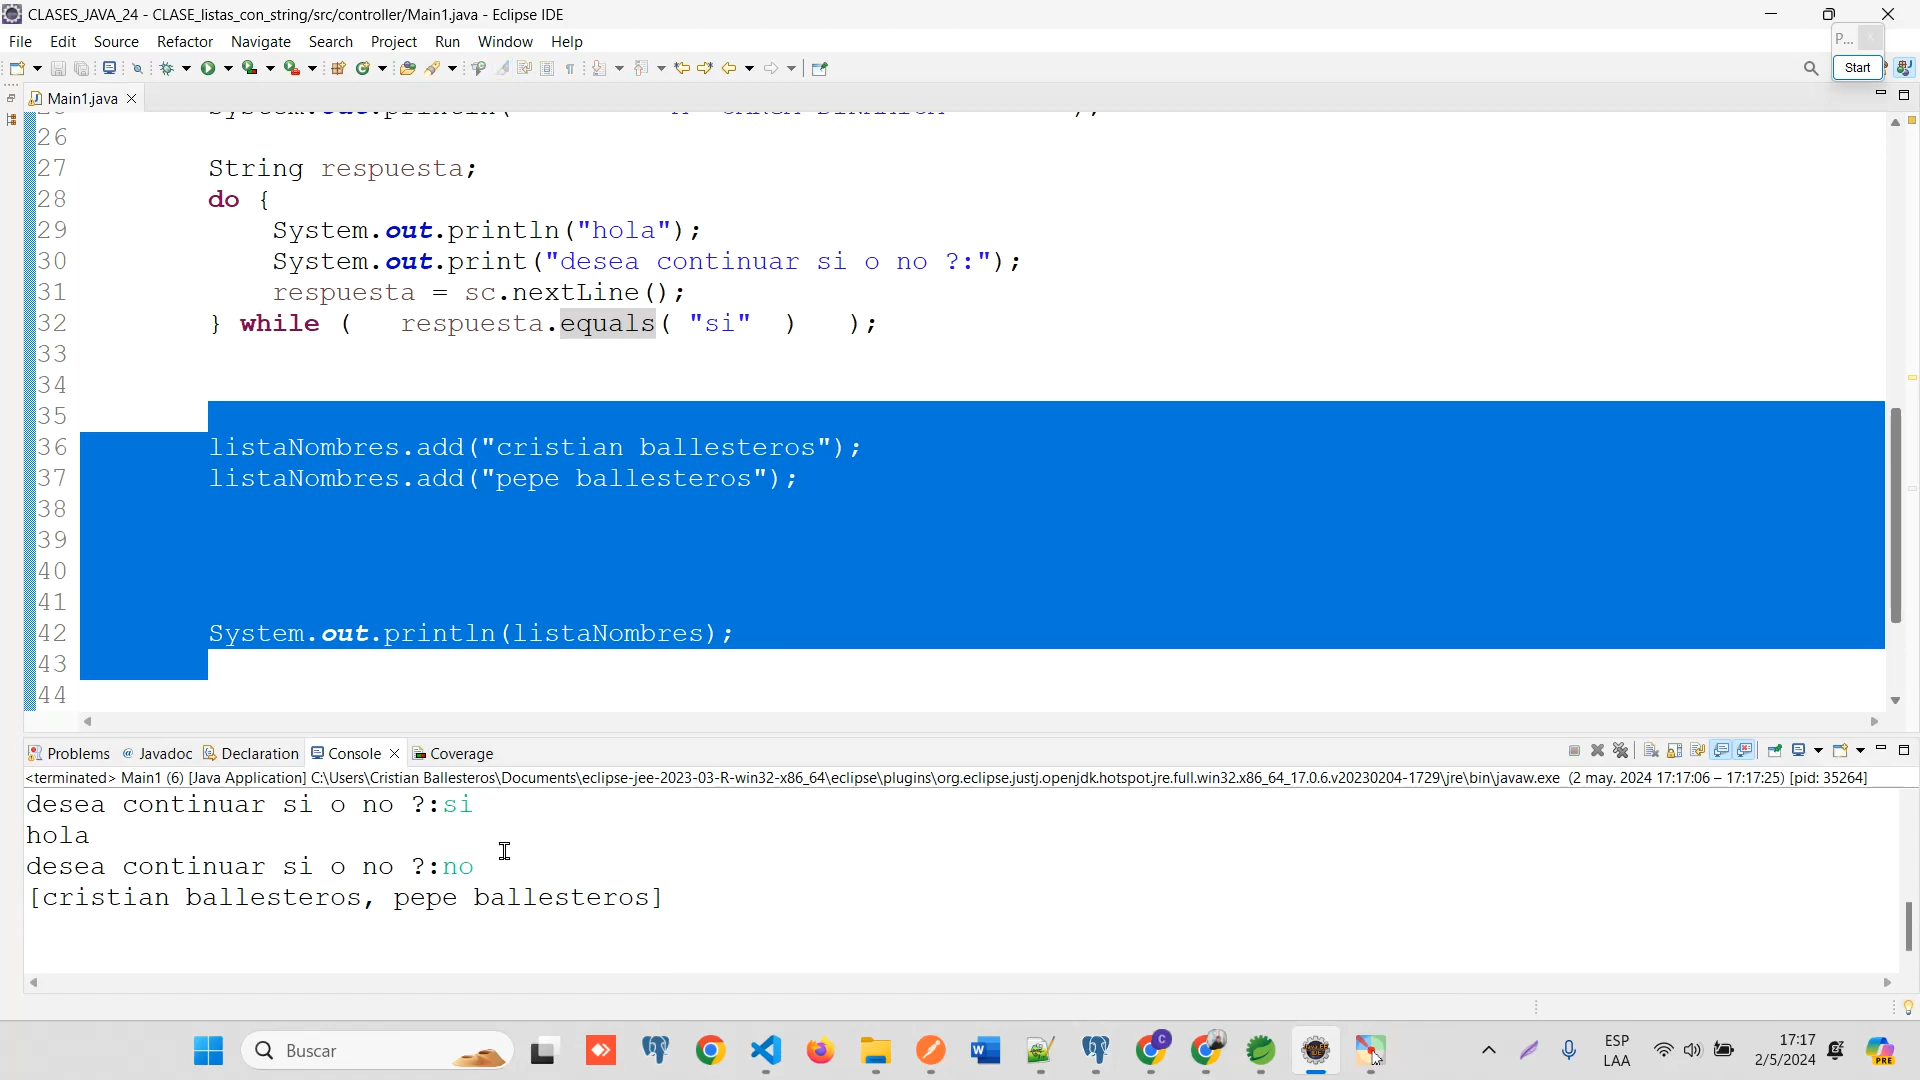 CLASES_JAVA_24 - CLASE_listas_con_string/src/controller/Main1.java - Eclipse IDE
File Edit Source Refactor Navigate Search Project Run Window Help
P...
Start
Main1.java
26
27 String respuesta;
28 do {
29 System.out.println("hola");
30 System.out.print("desea continuar si o no ?:");
31 respuesta = sc.nextLine();
32 } while ( respuesta.equals( "si" ) );
33
34
35
36 listaNombres.add("cristian ballesteros");
37 listaNombres.add("pepe ballesteros");
38
39
40
41
42 System.out.println(listaNombres);
43
44
Problems @ Javadoc Declaration Console Coverage
<terminated> Main1 (6) [Java Application] C:\Users\Cristian Ballesteros\Documents\eclipse-jee-2023-03-R-win32-x86_64\eclipse\plugins\org.eclipse.justj.openjdk.hotspot.jre.full.win32.x86_64_17.0.6.v20230204-1729\jre\bin\javaw.exe (2 may. 2024 17:17:06 – 17:17:25) [pid: 35264]
desea continuar si o no ?:si
hola
desea continuar si o no ?:no
[cristian ballesteros, pepe ballesteros]
Buscar
ESP
LAA
17:17
2/5/2024
PRE